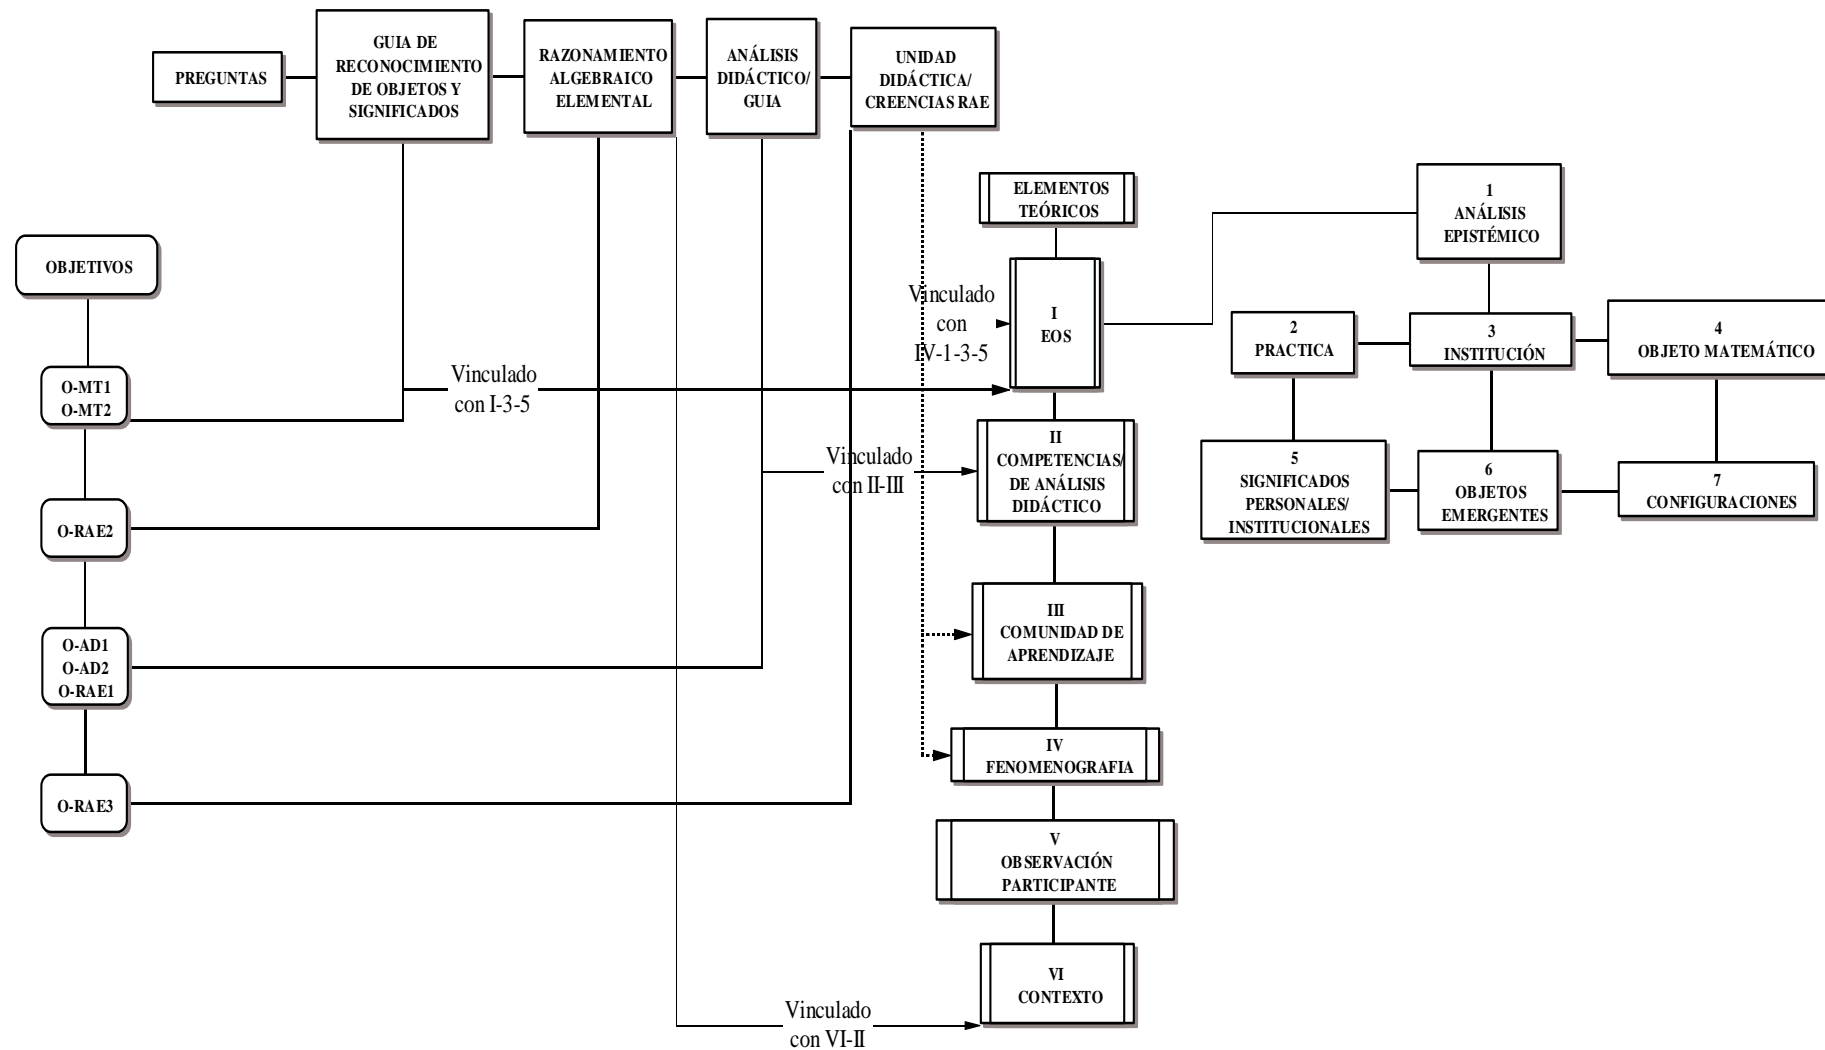 PREGUNTAS
GUIA DE
RECONOCIMIENTO
DE OBJETOS Y
SIGNIFICADOS
RAZONAMIENTO
ALGEBRAICO
ELEMENTAL
ANÁLISIS
DIDÁCTICO/
GUIA
UNIDAD
DIDÁCTICA/
CREENCIAS RAE
OBJETIVOS
O-MT1
O-MT2
O-RAE2
O-AD1
O-AD2
O-RAE1
O-RAE3
Vinculado
con I-3-5
Vinculado
con II-III
Vinculado
con
IV-1-3-5
Vinculado
con VI-II
ELEMENTOS
TEÓRICOS
I
EOS
II
COMPETENCIAS/
DE ANÁLISIS
DIDÁCTICO
III
COMUNIDAD DE
APRENDIZAJE
IV
FENOMENOGRAFIA
V
OBSERVACIÓN
PARTICIPANTE
VI
CONTEXTO
1
ANÁLISIS
EPISTÉMICO
2
PRACTICA
3
INSTITUCIÓN
4
OBJETO MATEMÁTICO
5
SIGNIFICADOS
PERSONALES/
INSTITUCIONALES
6
OBJETOS
EMERGENTES
7
CONFIGURACIONES